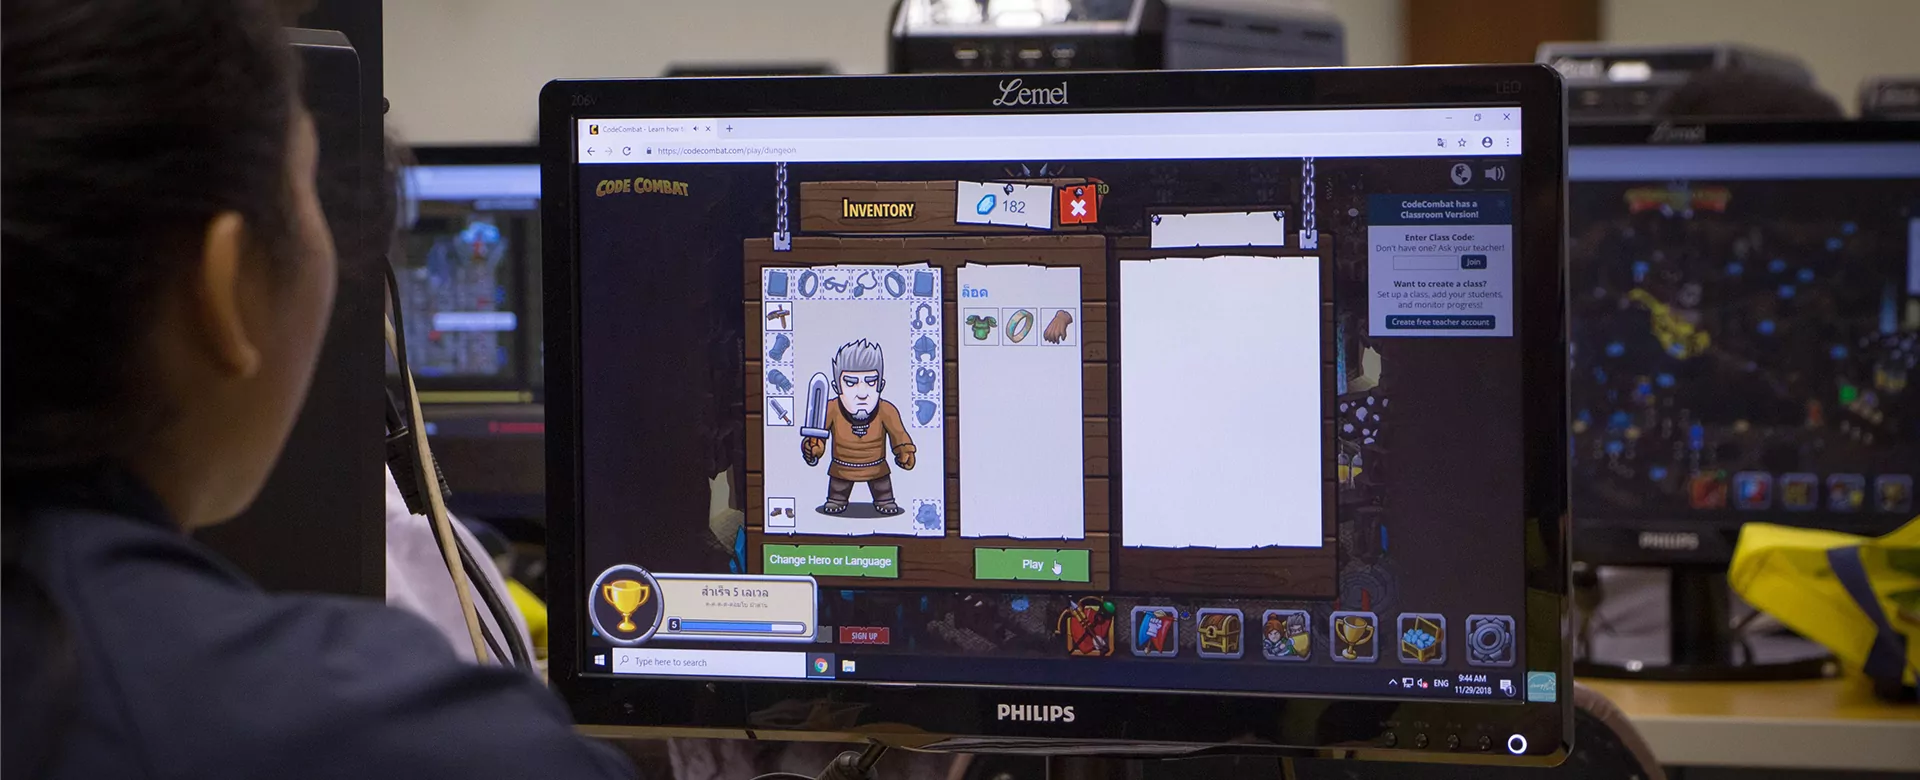 Lemel
206V
LED
CodeCombat - Learn how t
https://codecombat.com/play/dungeon
CODE COMBAT
INVENTORY
182
RD
CodeCombat has a
Classroom Version!
Enter Class Code:
Don't have one? Ask your teacher!
Join
Want to create a class?
Set up a class, add your students,
and monitor progress!
Create free teacher account
ล็อค
Change Hero or Language
Play
สำเร็จ 5 เลเวล
5
SIGN UP
Type here to search
ENG
9:44 AM
11/29/2018
PHILIPS
PHILIPS